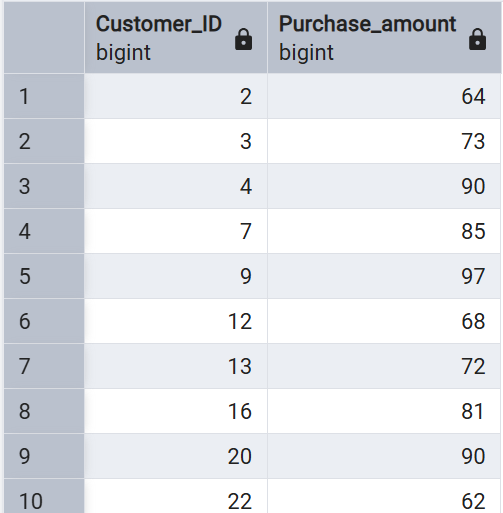 Customer_ID Purchase_amount
bigint bigint
1 2 64
2 3 73
3 4 90
4 7 85
5 9 97
6 12 68
7 13 72
8 16 81
9 20 90
10 22 62